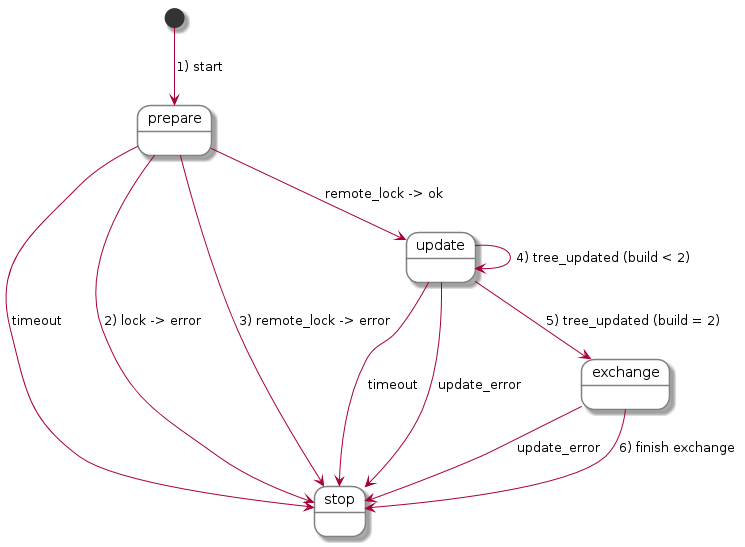 1) start
prepare
remote_lock -> ok
update
4) tree_updated (build < 2)
timeout
2) lock -> error
3) remote_lock -> error
5) tree_updated (build = 2)
exchange
timeout
update_error
update_error
6) finish exchange
stop